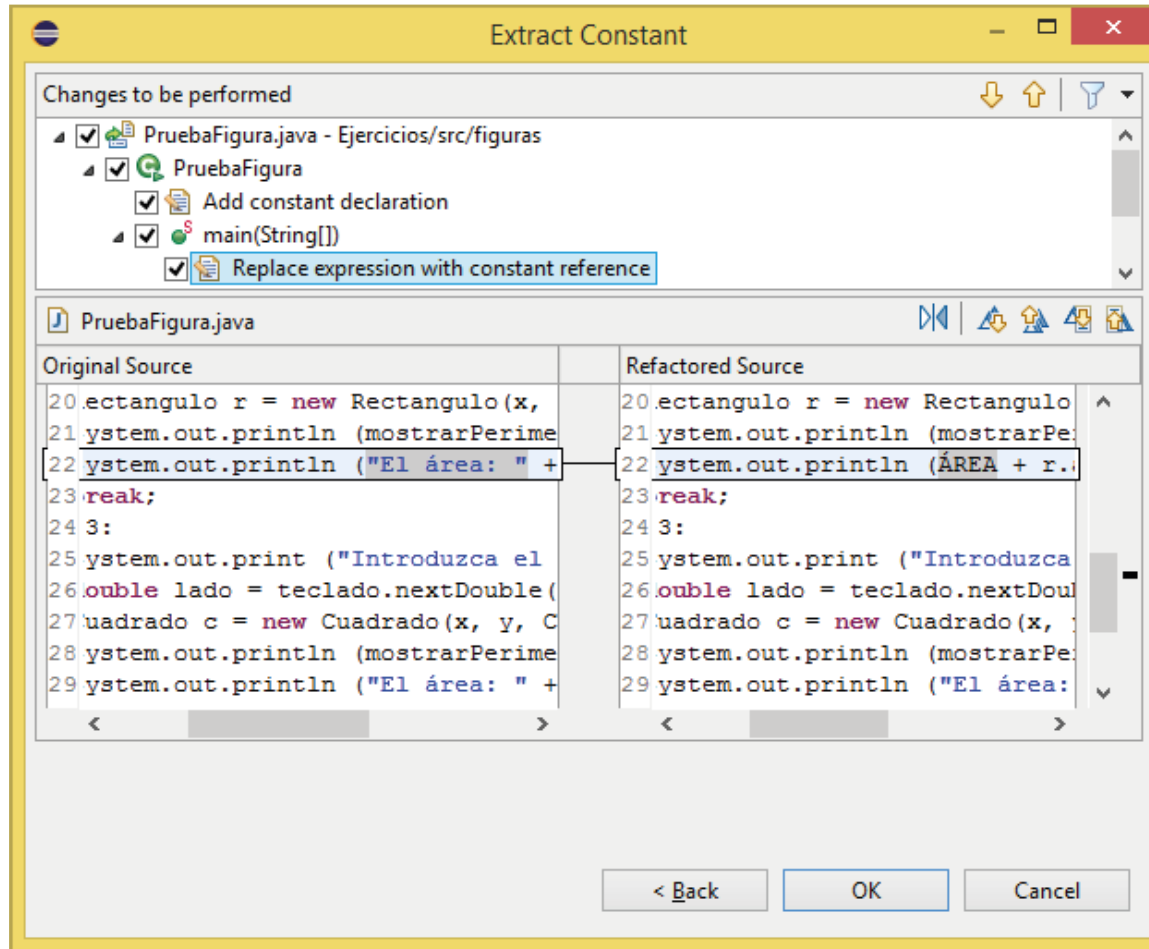 Extract Constant
Changes to be performed
PruebaFigura.java - Ejercicios/src/figuras
PruebaFigura
Add constant declaration
main(String[])
Replace expression with constant reference
PruebaFigura.java
Original Source
20 ectangulo r = new Rectangulo(x,
21 ystem.out.println (mostrarPerime
22 ystem.out.println ("El área: " +
23 reak;
24 3:
25 ystem.out.print ("Introduzca el
26 ouble lado = teclado.nextDouble(
27 uadrado c = new Cuadrado(x, y, C
28 ystem.out.println (mostrarPerime
29 ystem.out.println ("El área: " +
Refactored Source
20 ectangulo r = new Rectangulo
21 ystem.out.println (mostrarPe
22 ystem.out.println (ÁREA + r.
23 reak;
24 3:
25 ystem.out.print ("Introduzca
26 ouble lado = teclado.nextDoul
27 uadrado c = new Cuadrado(x,
28 ystem.out.println (mostrarPe
29 ystem.out.println ("El área:
< Back
OK
Cancel